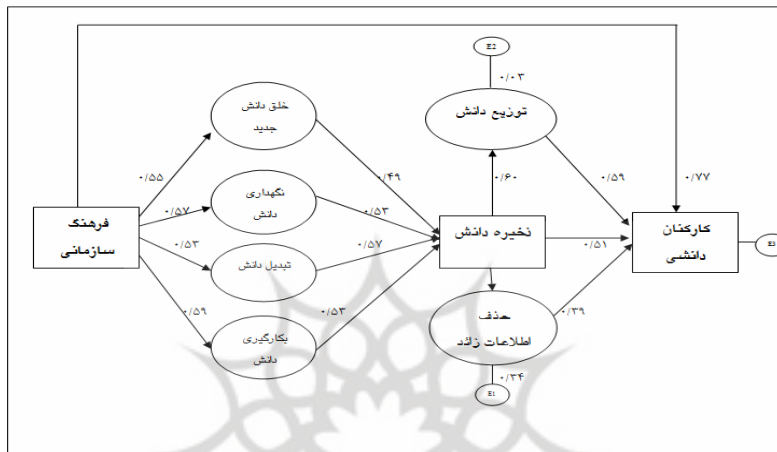 E2
۰/۰۳
توزیع دانش
خلق دانش
جدید
۰/۵۵
۰/۴۹
۰/۶۰
۰/۵۹
۰/۷۷
نگهداری
دانش
۰/۵۷
۰/۵۳
فرهنگ
سازمانی
ذخیره دانش
کارکنان
دانشی
۰/۵۱
E3
۰/۵۳
تبدیل دانش
۰/۵۷
۰/۵۹
بکارگیری
دانش
۰/۵۳
حذف
اطلاعات زائد
۰/۳۹
۰/۳۴
E1